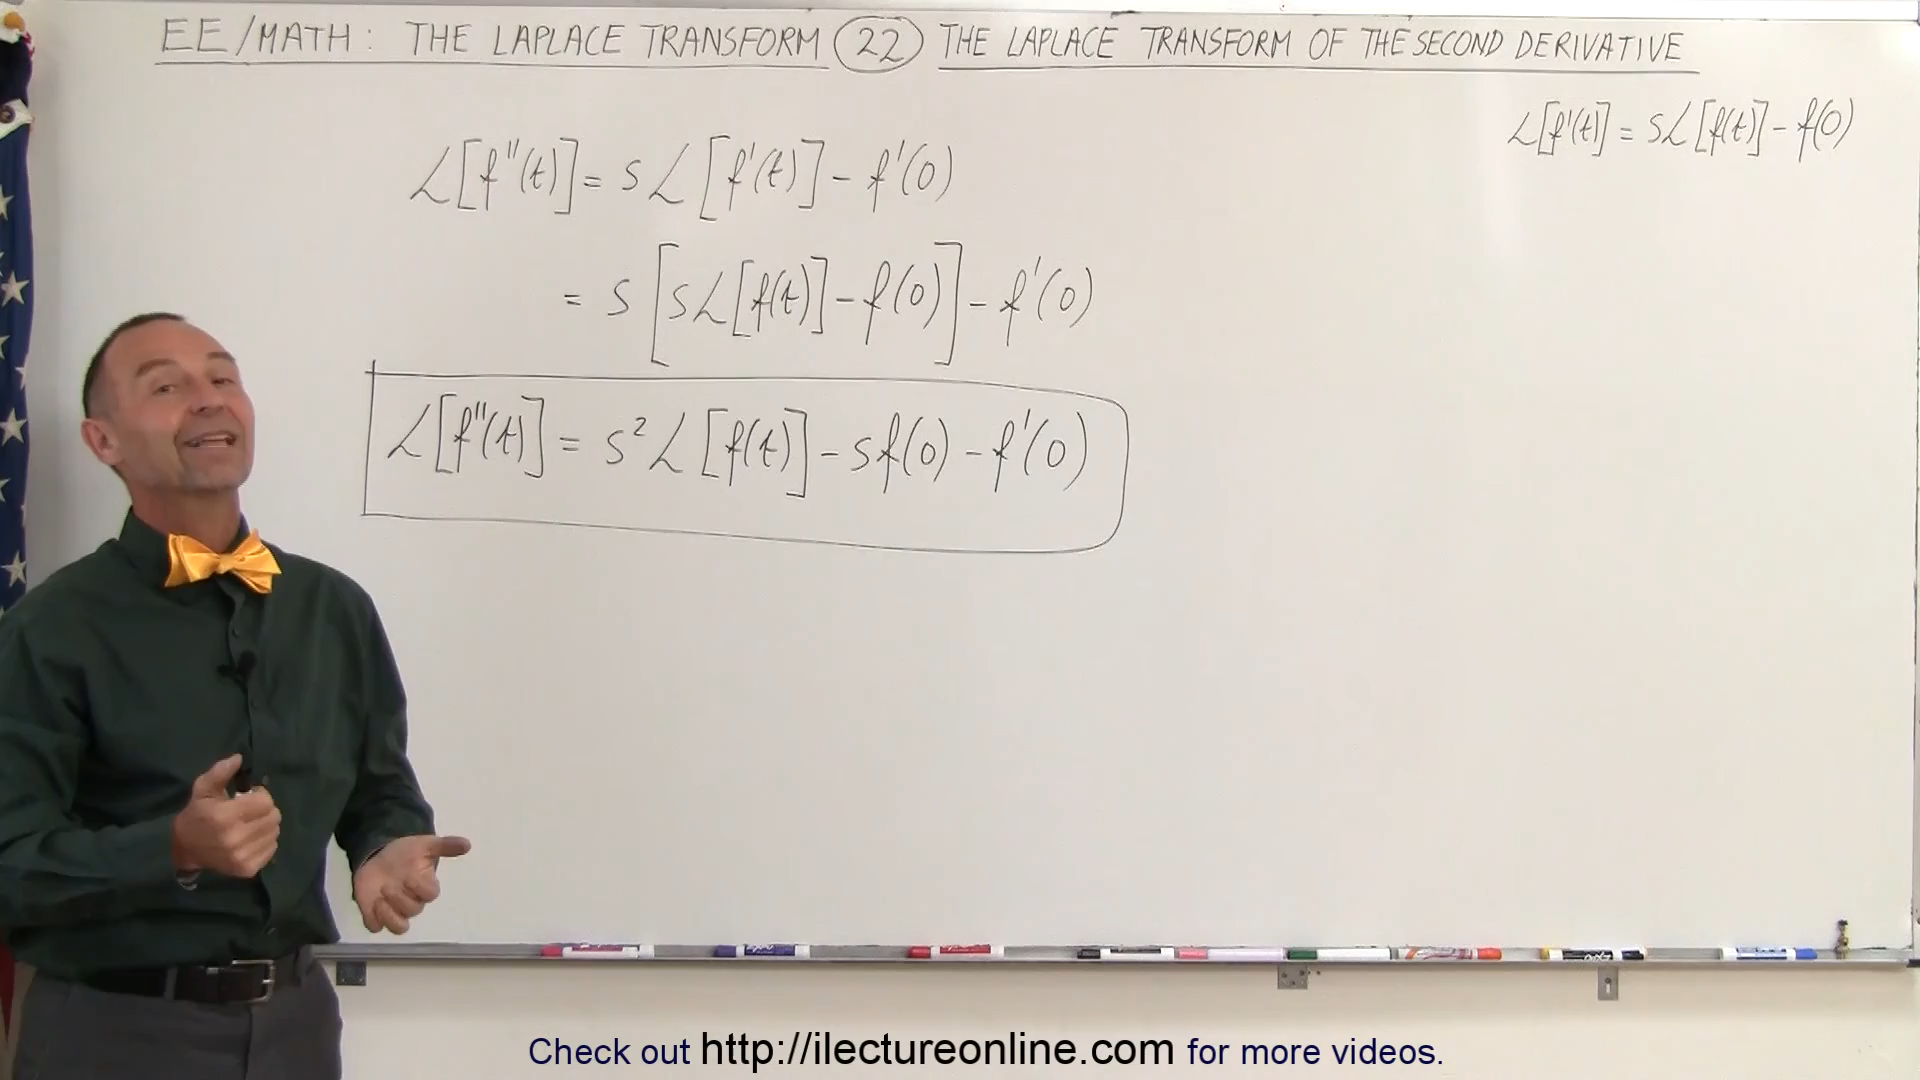 EE/MATH: THE LAPLACE TRANSFORM 22 THE LAPLACE TRANSFORM OF THE SECOND DERIVATIVE
ℒ[f'(t)] = sℒ[f(t)] - f(0)
ℒ[f''(t)] = sℒ[f'(t)] - f'(0)
= s[sℒ[f(t)] - f(0)] - f'(0)
ℒ[f''(t)] = s²ℒ[f(t)] - sf(0) - f'(0)
Check out http://ilectureonline.com for more videos.